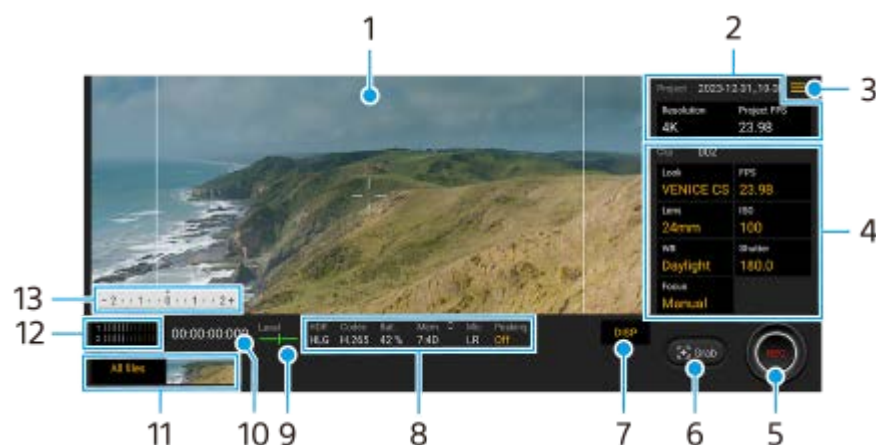 1
2
Project 2023-12-31_10-3
3
Resolution Project FPS
4K 23.98
Clip 002
Look FPS
VENICE CS 23.98
Lens ISO
24mm 100
4
WB Shutter
Daylight 180.0
Focus
Manual
13
-2 1 0 1 2+
12
00:00:00:000
Level
HDR Codec Bat. Mem. Mic Peaking
HLG H.265 42% 7:40 LR Off
DISP
Stab
REC
All files
11 10 9 8 7 6 5